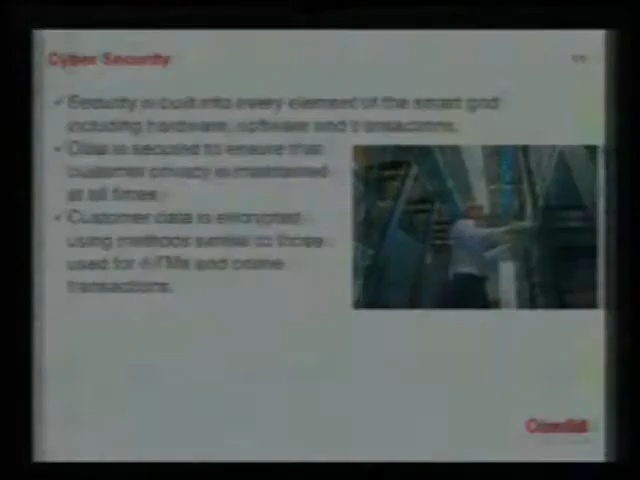 Cyber Security
✓ Security is built into every element of the smart grid
including hardware, software and transactions.
✓ Data is secured to ensure that
customer privacy is maintained
at all times
✓ Customer data is encrypted
using methods similar to those
used for ATMs and online
transactions.
ComEd